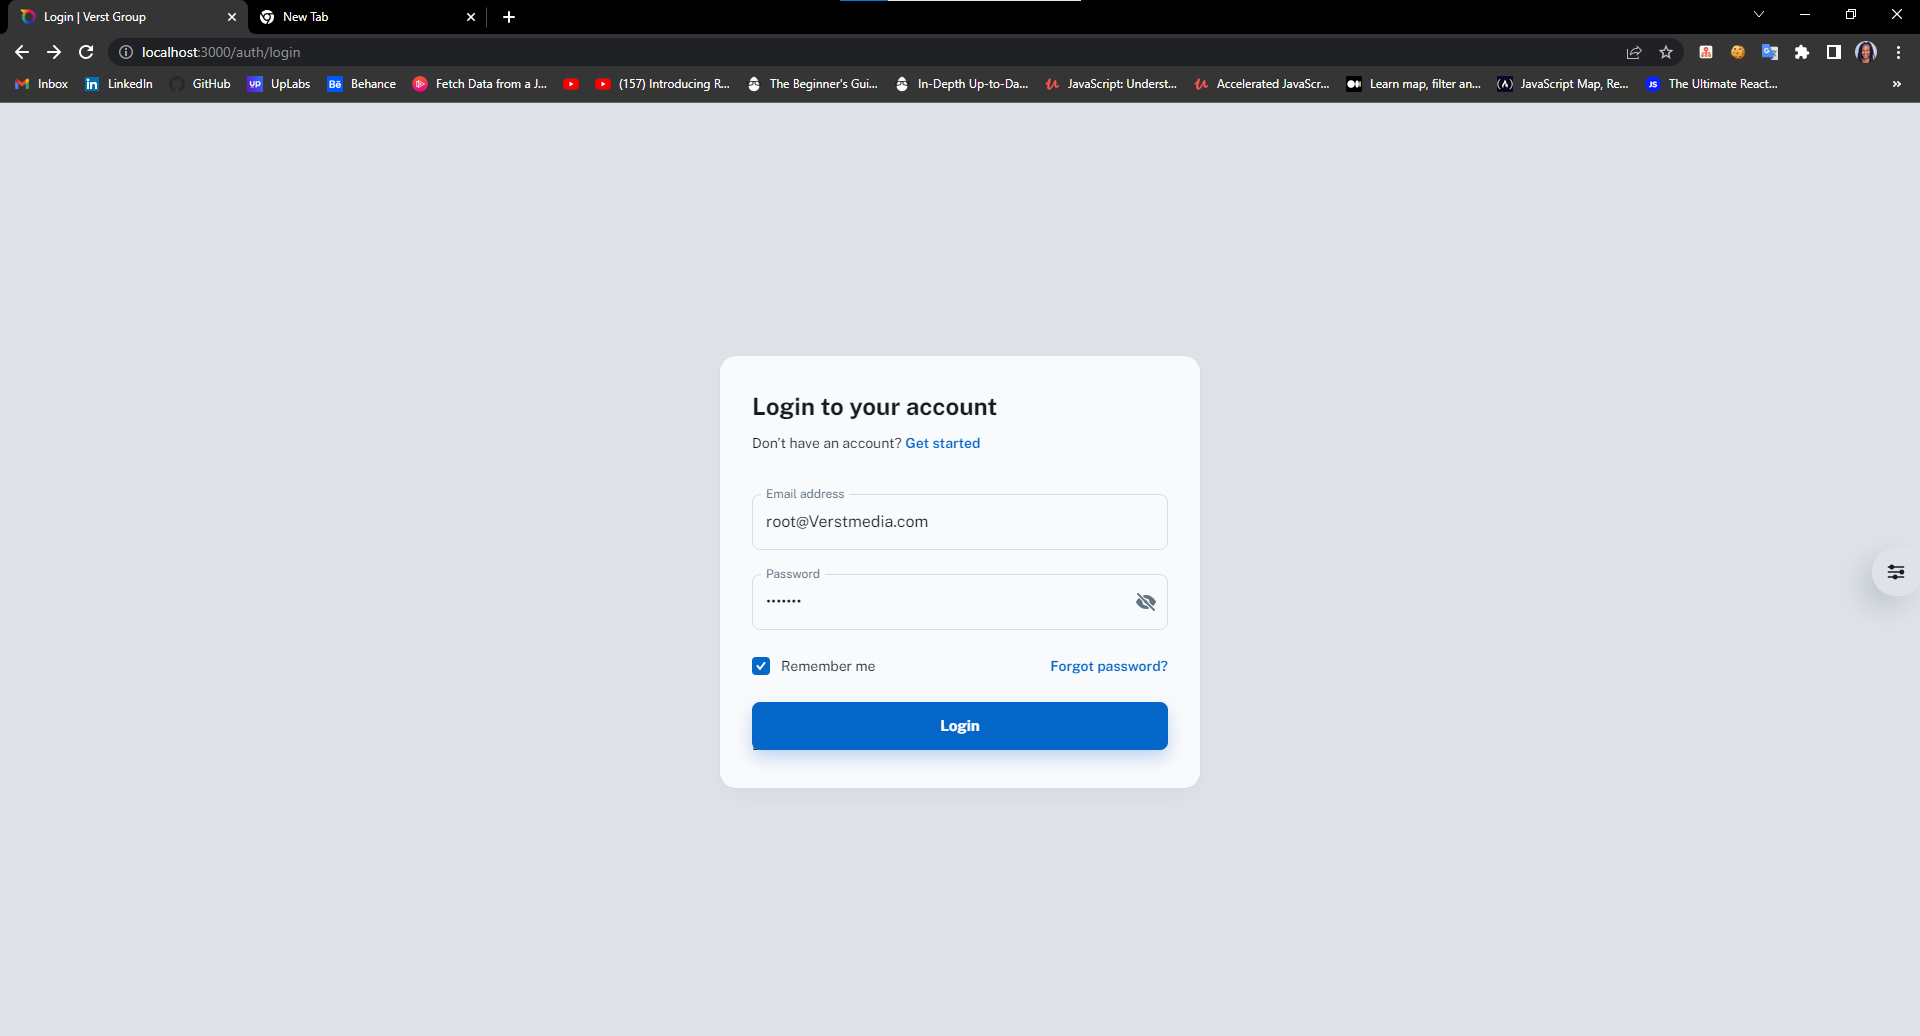 Login | Verst Group
New Tab
localhost:3000/auth/login
Inbox
LinkedIn
GitHub
UP UpLabs
Bē Behance
Fetch Data from a J...
(157) Introducing R...
The Beginner's Gui...
In-Depth Up-to-Da...
JavaScript: Underst...
Accelerated JavaScr...
Learn map, filter an...
JavaScript Map, Re...
JS The Ultimate React...
»
Login to your account
Don't have an account? Get started
Email address
root@Verstmedia.com
Password
•••••••
Remember me
Forgot password?
Login